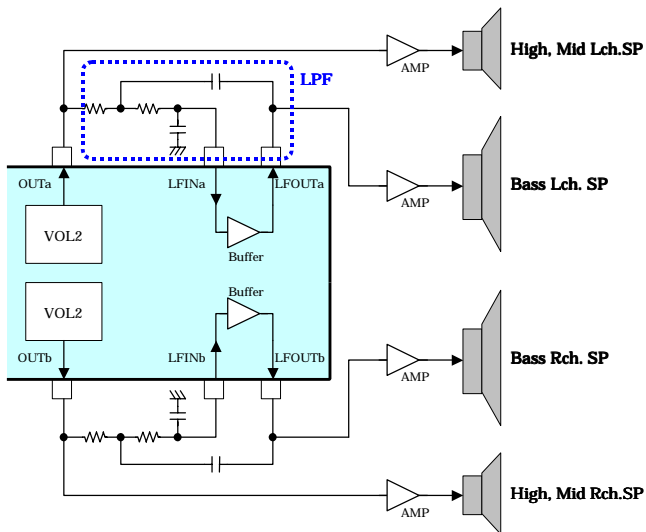 High, Mid Lch.SP
AMP
LPF
OUTa
LFINa
LFOUTa
Bass Lch. SP
AMP
VOL2
Buffer
VOL2
Buffer
OUTb
LFINb
LFOUTb
Bass Rch. SP
AMP
High, Mid Rch.SP
AMP